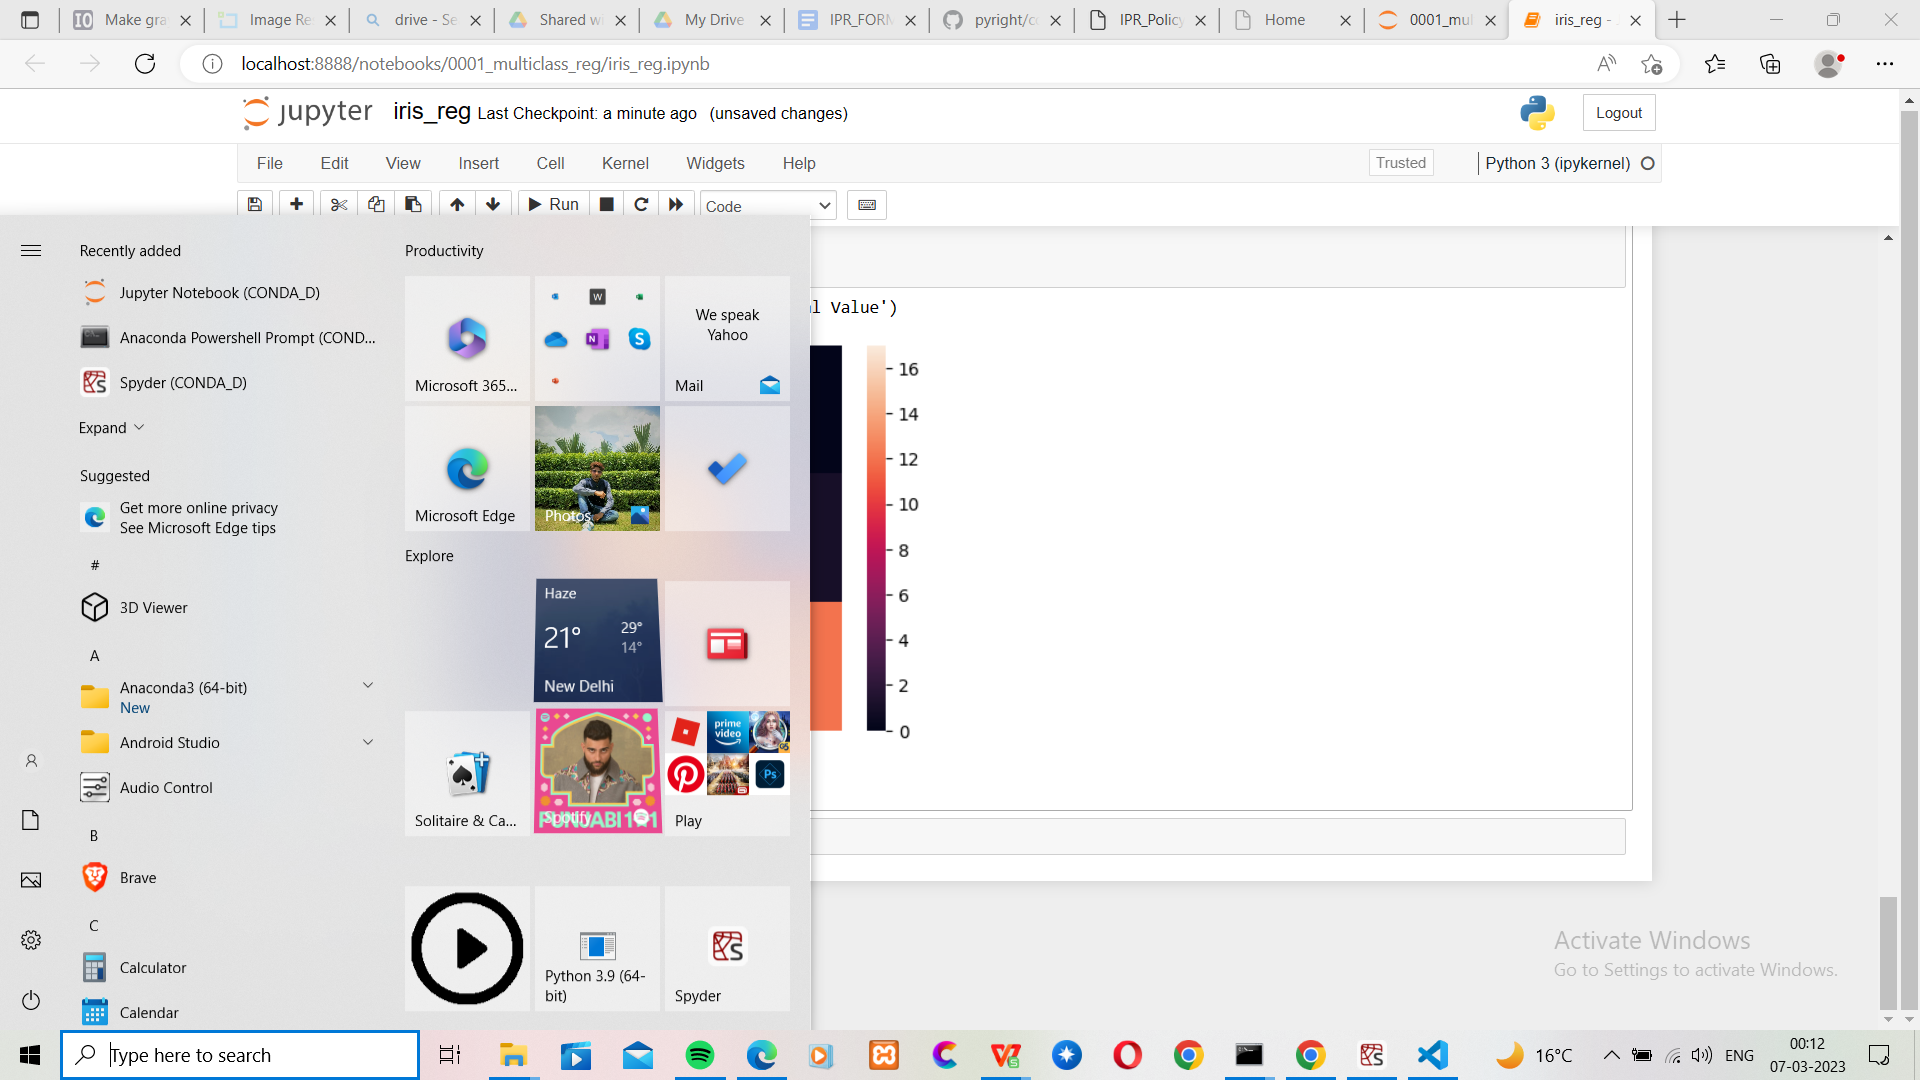 Make gra
Image Re
drive - Se
Shared w
My Drive
IPR_FORM
pyright/co
IPR_Policy
Home
0001_mul
iris_reg -
localhost:8888/notebooks/0001_multiclass_reg/iris_reg.ipynb
jupyter
iris_reg Last Checkpoint: a minute ago (unsaved changes)
Logout
File Edit View Insert Cell Kernel Widgets Help
Trusted
Python 3 (ipykernel)
Run
Code
Recently added
Jupyter Notebook (CONDA_D)
Anaconda Powershell Prompt (COND...
Spyder (CONDA_D)
Expand
Suggested
Get more online privacy
See Microsoft Edge tips
#
3D Viewer
A
Anaconda3 (64-bit)
New
Android Studio
Audio Control
B
Brave
C
Calculator
Calendar
Productivity
Microsoft 365...
We speak
Yahoo
Mail
Microsoft Edge
Photos
Explore
Haze
21°
29°
14°
New Delhi
Solitaire & Ca...
Spotify
PUNJABI 101
prime
video
Ps
Play
Python 3.9 (64-
bit)
Spyder
al Value')
16
14
12
10
8
6
4
2
0
Activate Windows
Go to Settings to activate Windows.
Type here to search
16°C
ENG
00:12
07-03-2023